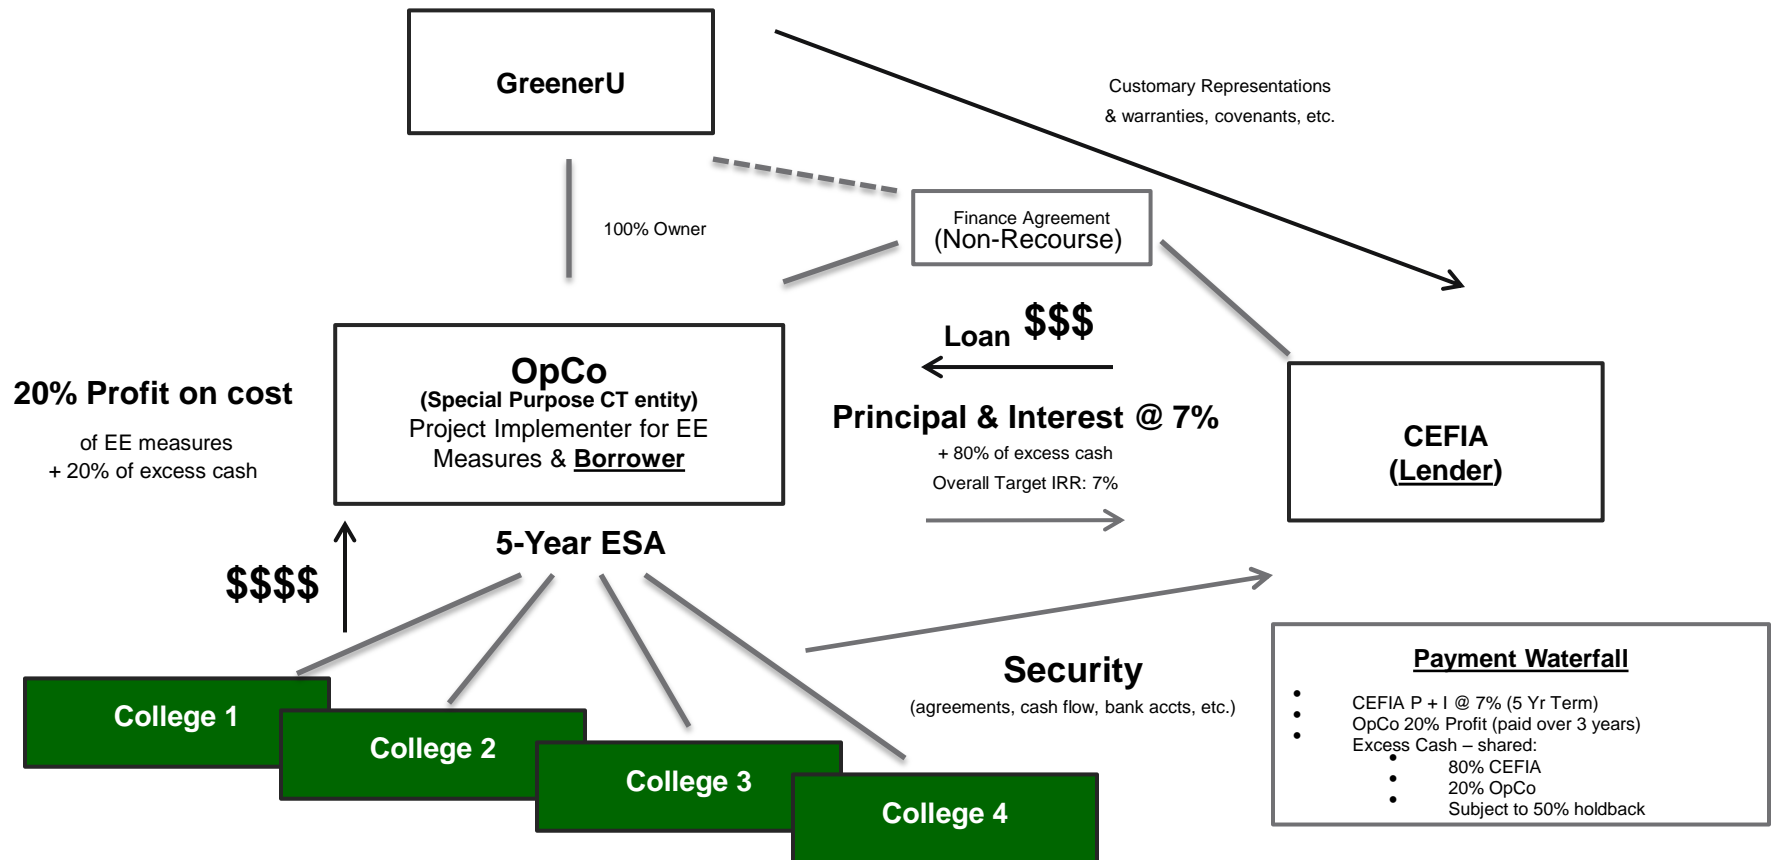 GreenerU
Customary Representations
& warranties, covenants, etc.
100% Owner
Finance Agreement
(Non-Recourse)
Loan $$$
OpCo
(Special Purpose CT entity)
Project Implementer for EE
Measures & Borrower
20% Profit on cost
of EE measures
+ 20% of excess cash
Principal & Interest @ 7%
+ 80% of excess cash
Overall Target IRR: 7%
CEFIA
(Lender)
5-Year ESA
$$$$
Security
(agreements, cash flow, bank accts, etc.)
College 1
College 2
College 3
College 4
Payment Waterfall
• CEFIA P + I @ 7% (5 Yr Term)
• OpCo 20% Profit (paid over 3 years)
• Excess Cash – shared:
• 80% CEFIA
• 20% OpCo
• Subject to 50% holdback